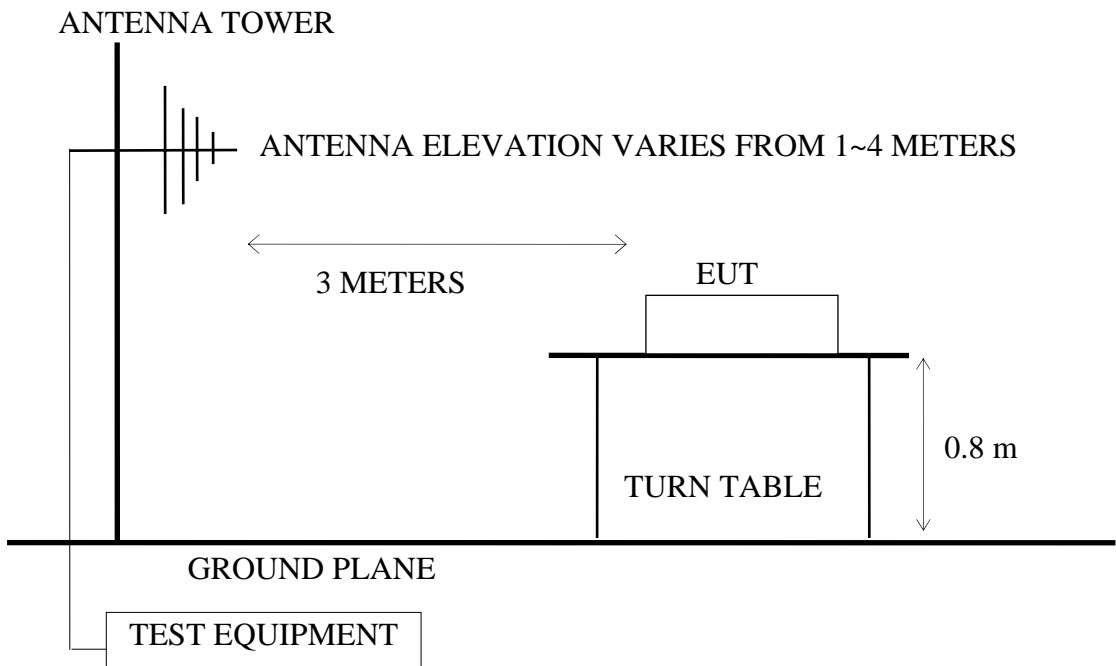 ANTENNA TOWER
ANTENNA ELEVATION VARIES FROM 1~4 METERS
3 METERS
EUT
0.8 m
TURN TABLE
GROUND PLANE
TEST EQUIPMENT